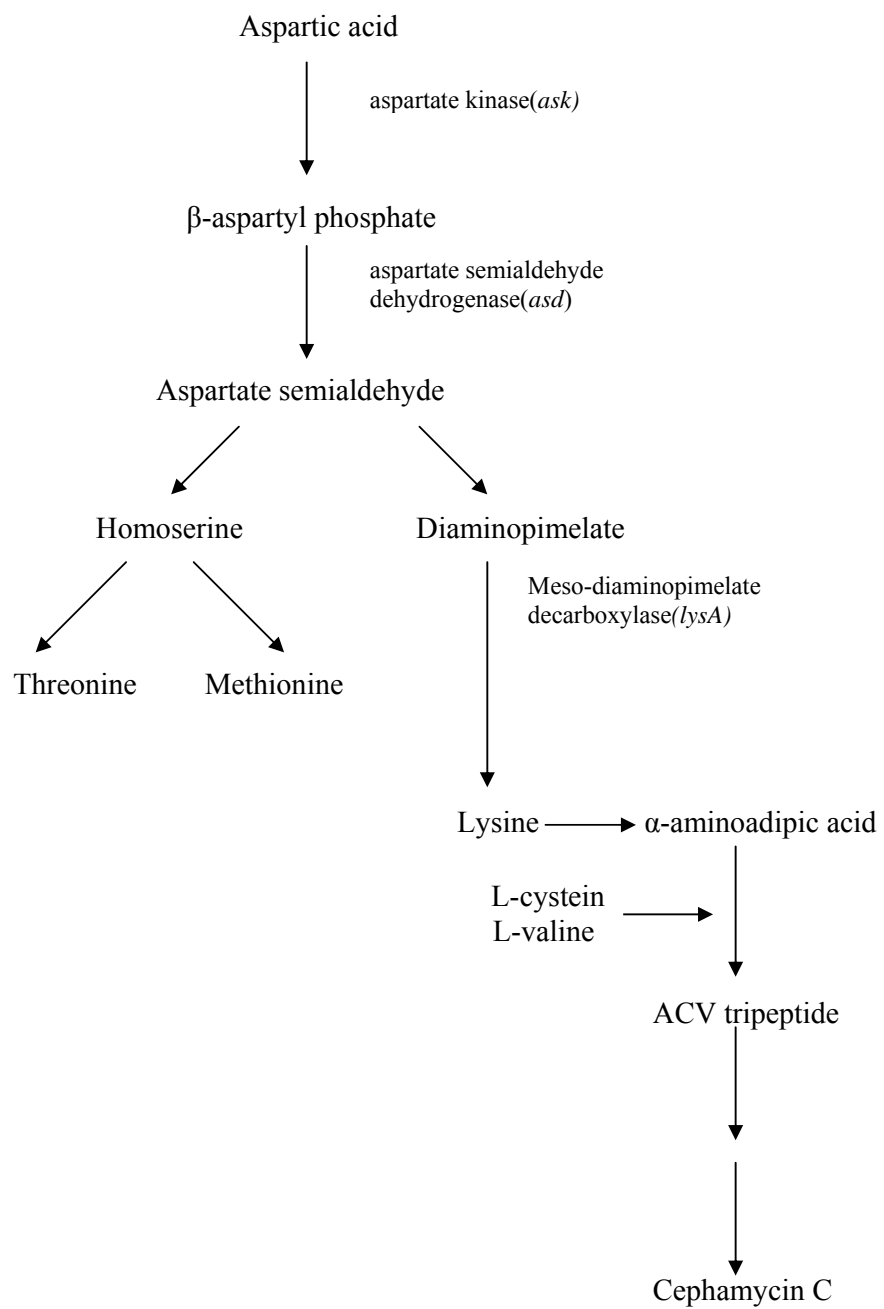 Aspartic acid
aspartate kinase(ask)
β-aspartyl phosphate
aspartate semialdehyde
dehydrogenase(asd)
Aspartate semialdehyde
Homoserine
Diaminopimelate
Meso-diaminopimelate
decarboxylase(lysA)
Threonine
Methionine
Lysine
α-aminoadipic acid
L-cystein
L-valine
ACV tripeptide
Cephamycin C